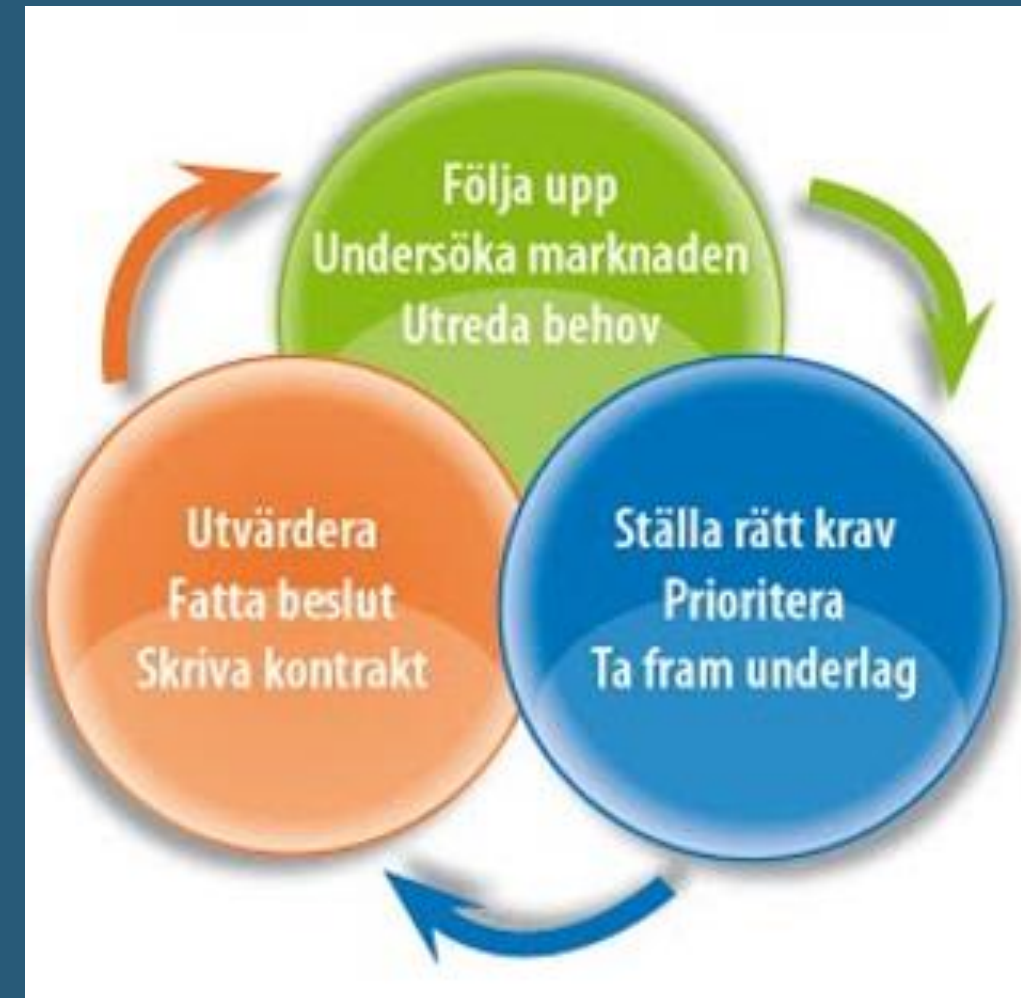 Följa upp
Undersöka marknaden
Utreda behov
Utvärdera
Fatta beslut
Skriva kontrakt
Ställa rätt krav
Prioritera
Ta fram underlag